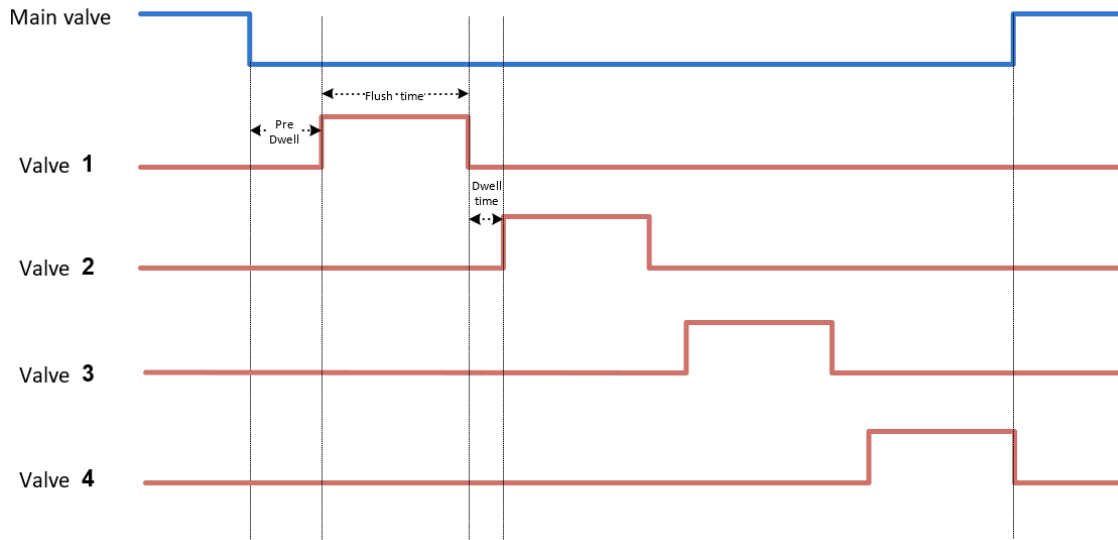 Main valve
Flush time
Pre
Dwell
Valve 1
Dwell
time
Valve 2
Valve 3
Valve 4